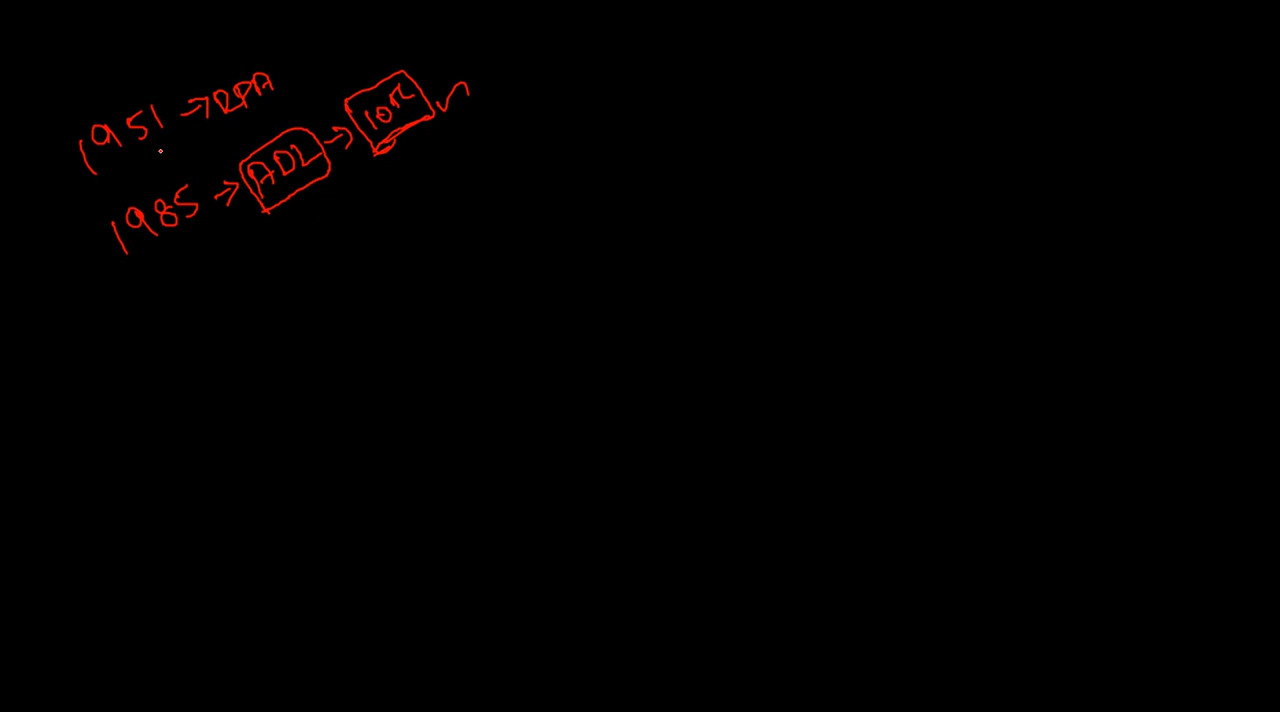 1951 → RPA
1985 → ADL → 10th